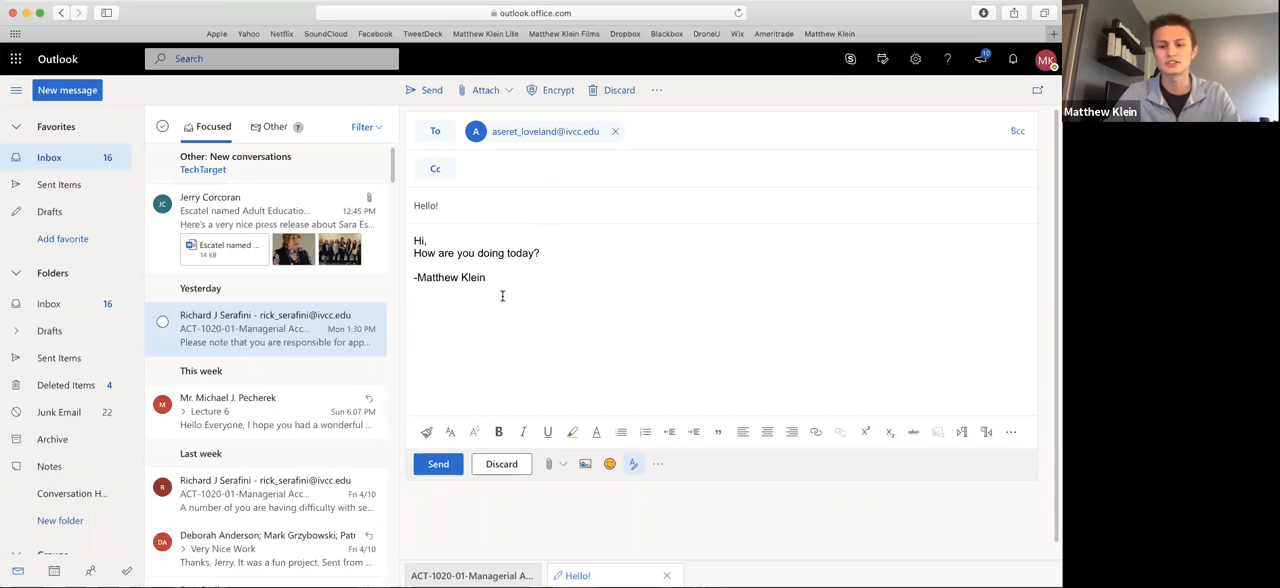 outlook.office.com
Apple Yahoo Netflix SoundCloud Facebook TweetDeck Matthew Klein Life Matthew Klein Films Dropbox Blackbox DroneU Wix Ameritrade Matthew Klein
Outlook
Search
10
MK
Matthew Klein
New message
Send Attach Encrypt Discard
Favorites
Inbox 16
Sent Items
Drafts
Add favorite
Folders
Inbox 16
Drafts
Sent Items
Deleted Items 4
Junk Email 22
Archive
Notes
Conversation H...
New folder
Groups
Focused Other 7 Filter
Other: New conversations
TechTarget
JC
Jerry Corcoran
Escatel named Adult Educatio... 12:45 PM
Here's a very nice press release about Sara Es...
Escatel named ...
14 KB
Yesterday
Richard J Serafini - rick_serafini@ivcc.edu
ACT-1020-01-Managerial Acc... Mon 1:30 PM
Please note that you are responsible for app...
This week
M
Mr. Michael J. Pecherek
> Lecture 6 Sun 6:07 PM
Hello Everyone, I hope you had a wonderful ...
Last week
R
Richard J Serafini - rick_serafini@ivcc.edu
ACT-1020-01-Managerial Acc... Fri 4/10
A number of you are having difficulty with se...
DA
Deborah Anderson; Mark Grzybowski; Patr
> Very Nice Work Fri 4/10
Thanks, Jerry. It was a fun project. Sent from ...
To A aseret_loveland@ivcc.edu Bcc
Cc
Hello!
Hi,
How are you doing today?
-Matthew Klein
Send Discard
ACT-1020-01-Managerial A... Hello!